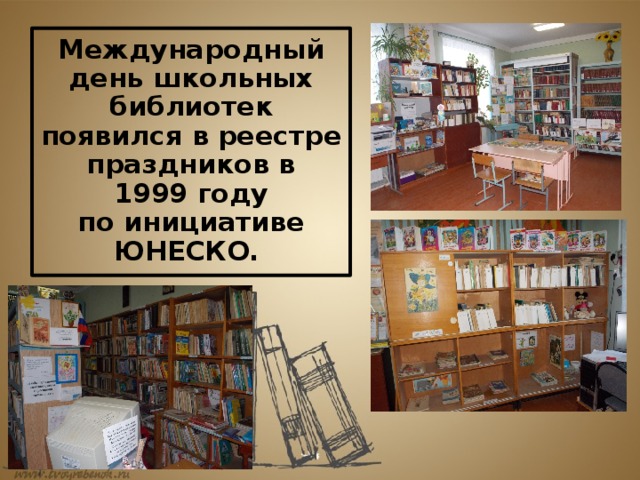 Международный
день школьных
библиотек
появился в реестре
праздников в
1999 году
по инициативе
ЮНЕСКО.